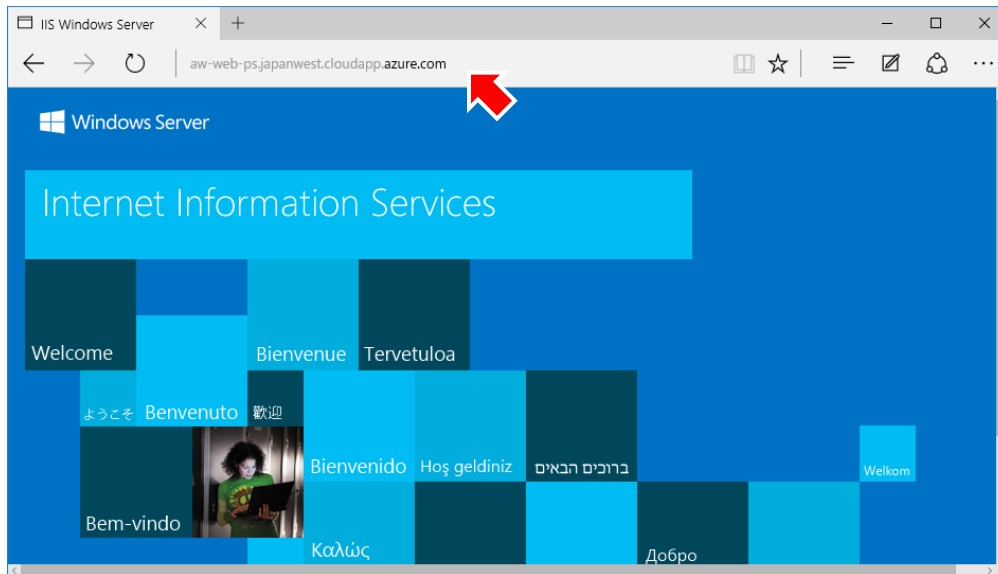 IIS Windows Server
aw-web-ps.japanwest.cloudapp.azure.com
Windows Server
Internet Information Services
Welcome
Bienvenue
Tervetuloa
ようこそ
Benvenuto
歡迎
Bienvenido
Hoş geldiniz
ברוכים הבאים
Welkom
Bem-vindo
Καλώς
Добро